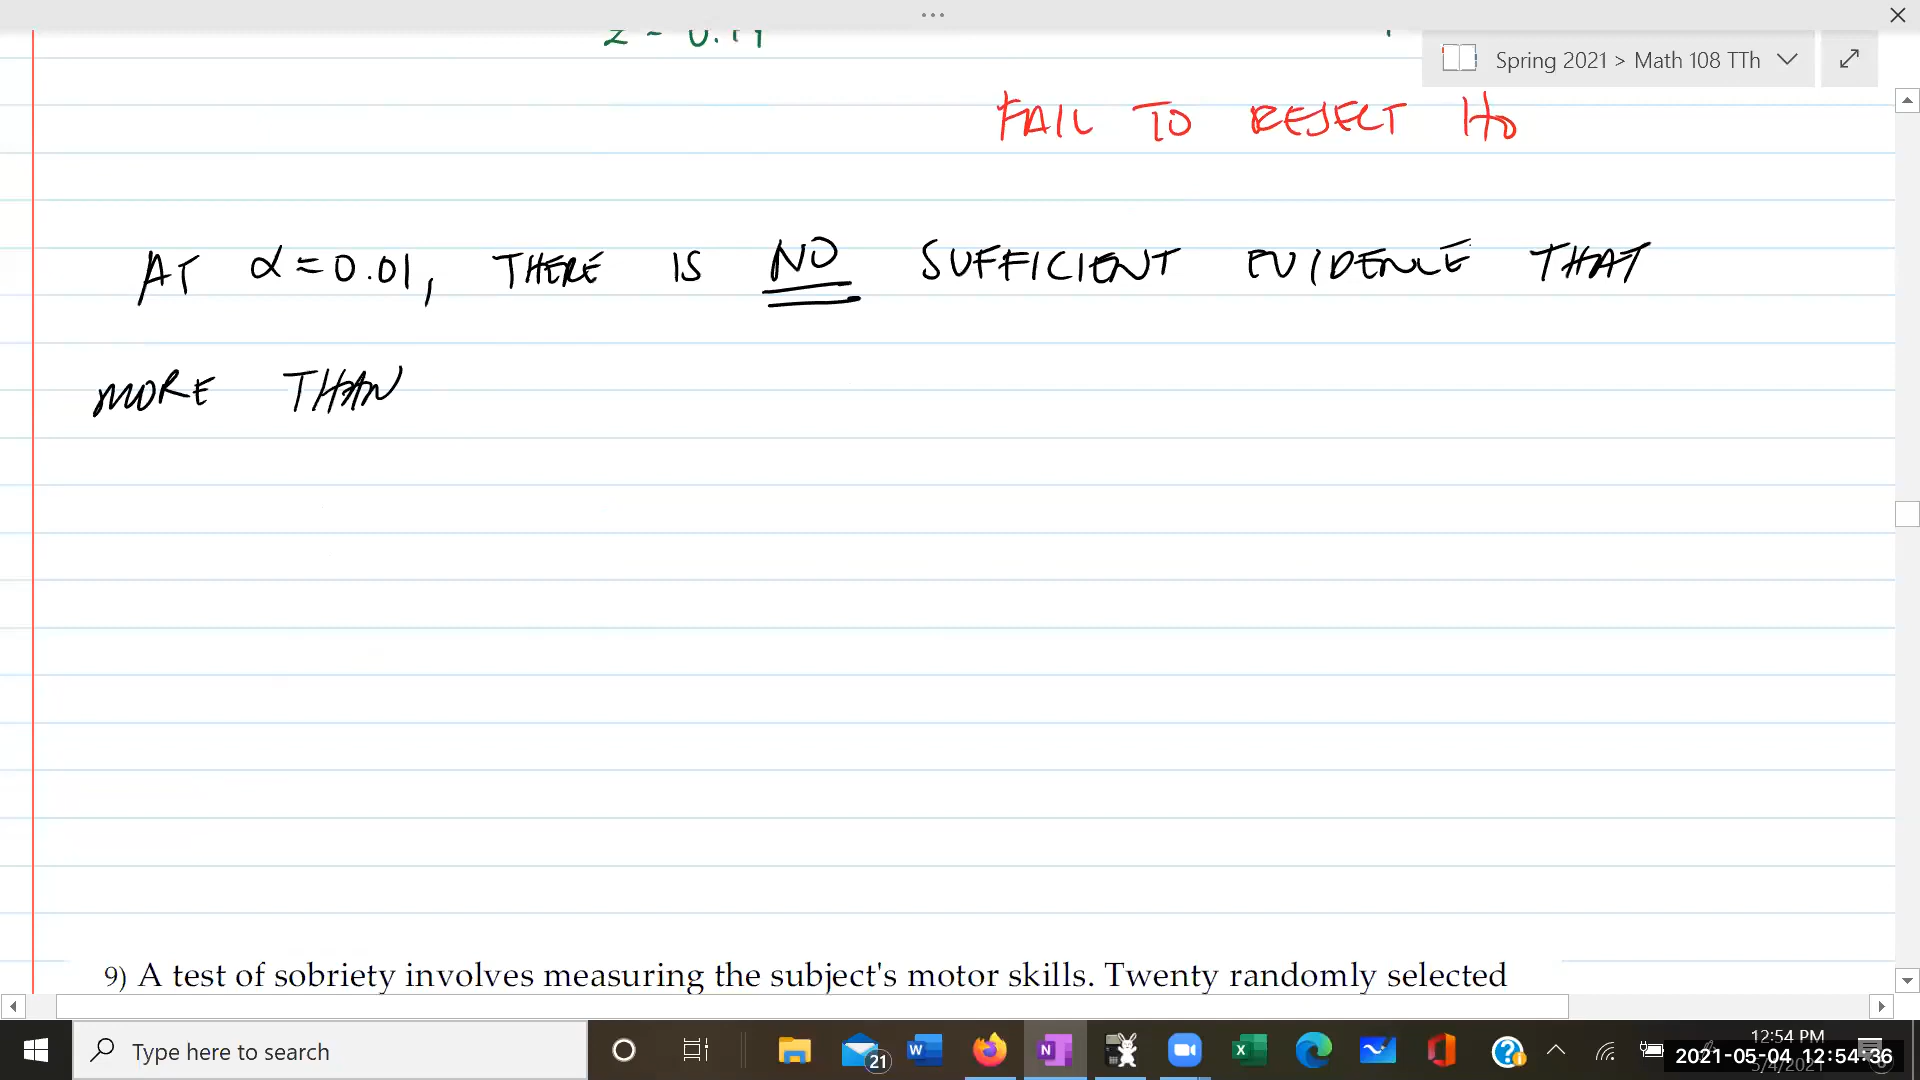 Spring 2021 > Math 108 TTh
FAIL TO REJECT H0
AT α = 0.01, THERE IS NO SUFFICIENT EVIDENCE THAT
MORE THAN
9) A test of sobriety involves measuring the subject's motor skills. Twenty randomly selected
Type here to search
21
12:54 PM
2021-05-04 12:54:36